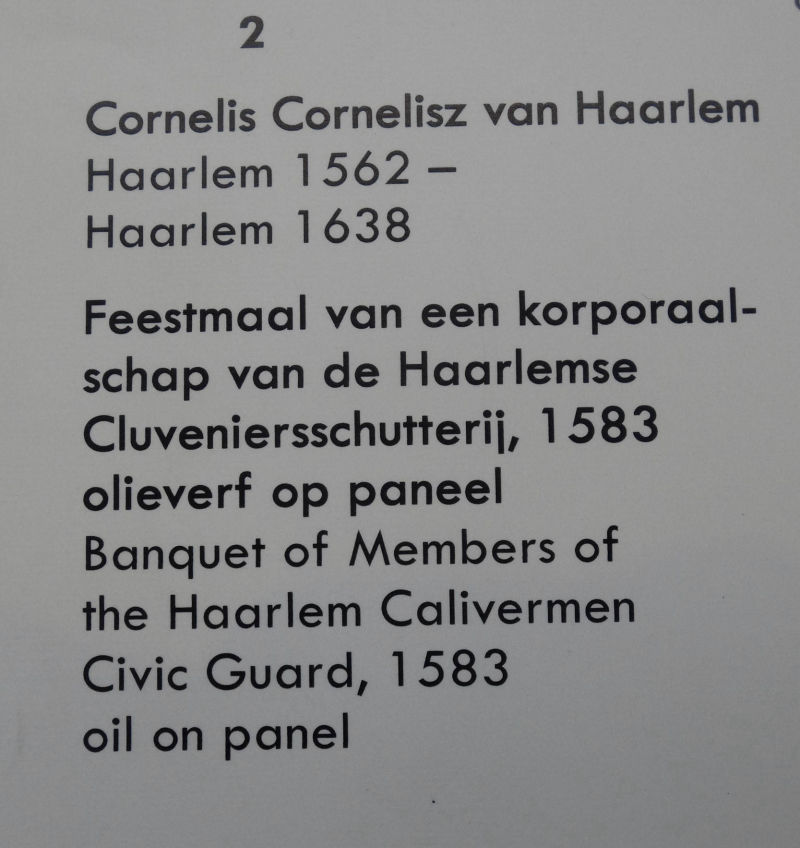 2
Cornelis Cornelisz van Haarlem
Haarlem 1562 –
Haarlem 1638
Feestmaal van een korporaal-
schap van de Haarlemse
Cluveniersschutterij, 1583
olieverf op paneel
Banquet of Members of
the Haarlem Calivermen
Civic Guard, 1583
oil on panel